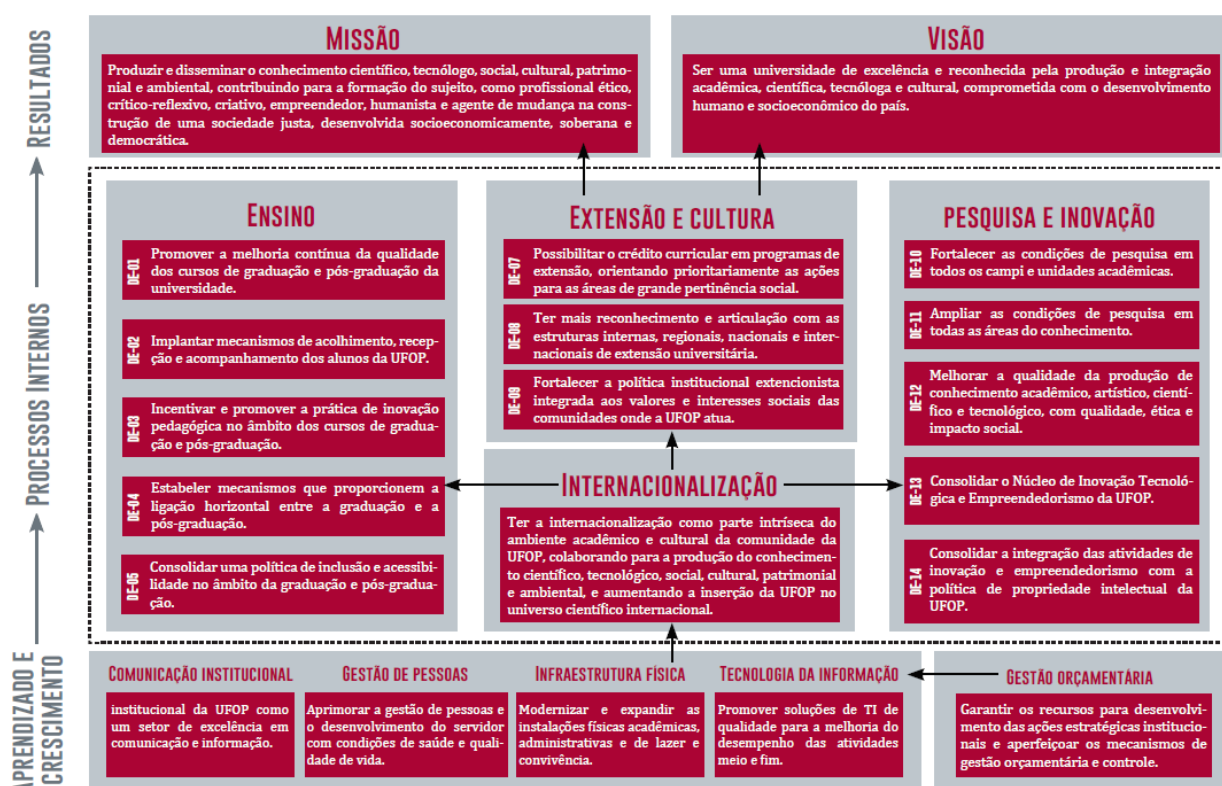 RESULTADOS
MISSÃO
Produzir e disseminar o conhecimento científico, tecnólogo, social, cultural, patrimo-
nial e ambiental, contribuindo para a formação do sujeito, como profissional ético,
crítico-reflexivo, criativo, empreendedor, humanista e agente de mudança na cons-
trução de uma sociedade justa, desenvolvida socioeconomicamente, soberana e
democrática.
VISÃO
Ser uma universidade de excelência e reconhecida pela produção e integração
acadêmica, científica, tecnóloga e cultural, comprometida com o desenvolvimento
humano e socioeconômico do país.
PROCESSOS INTERNOS
ENSINO
DE-01
Promover a melhoria contínua da qualidade
dos cursos de graduação e pós-graduação da
universidade.
DE-02
Implantar mecanismos de acolhimento, recep-
ção e acompanhamento dos alunos da UFOP.
DE-03
Incentivar e promover a prática de inovação
pedagógica no âmbito dos cursos de gradua-
ção e pós-graduação.
DE-04
Estabeler mecanismos que proporcionem a
ligação horizontal entre a graduação e a
pós-graduação.
DE-05
Consolidar uma política de inclusão e acessibi-
lidade no âmbito da graduação e pós-gradua-
ção.
EXTENSÃO E CULTURA
DE-07
Possibilitar o crédito curricular em programas de
extensão, orientando prioritariamente as ações
para as áreas de grande pertinência social.
DE-08
Ter mais reconhecimento e articulação com as
estruturas internas, regionais, nacionais e inter-
nacionais de extensão universitária.
DE-09
Fortalecer a política institucional extencionista
integrada aos valores e interesses sociais das
comunidades onde a UFOP atua.
INTERNACIONALIZAÇÃO
Ter a internacionalização como parte intríseca do
ambiente acadêmico e cultural da comunidade da
UFOP, colaborando para a produção do conhecimen-
to científico, tecnológico, social, cultural, patrimonial
e ambiental, e aumentando a inserção da UFOP no
universo científico internacional.
PESQUISA E INOVAÇÃO
DE-10
Fortalecer as condições de pesquisa em
todos os campi e unidades acadêmicas.
DE-11
Ampliar as condições de pesquisa em
todas as áreas do conhecimento.
DE-12
Melhorar a qualidade da produção de
conhecimento acadêmico, artístico, cientí-
fico e tecnológico, com qualidade, ética e
impacto social.
DE-13
Consolidar o Núcleo de Inovação Tecnoló-
gica e Empreendedorismo da UFOP.
DE-14
Consolidar a integração das atividades de
inovação e empreendedorismo com a
política de propriedade intelectual da
UFOP.
APRENDIZADO E
CRESCIMENTO
COMUNICAÇÃO INSTITUCIONAL
institucional da UFOP como
um setor de excelência em
comunicação e informação.
GESTÃO DE PESSOAS
Aprimorar a gestão de pessoas e
o desenvolvimento do servidor
com condições de saúde e quali-
dade de vida.
INFRAESTRUTURA FÍSICA
Modernizar e expandir as
instalações físicas acadêmicas,
administrativas e de lazer e
convivência.
TECNOLOGIA DA INFORMAÇÃO
Promover soluções de TI de
qualidade para a melhoria do
desempenho das atividades
meio e fim.
GESTÃO ORÇAMENTÁRIA
Garantir os recursos para desenvolvi
mento das ações estratégicas institucio-
nais e aperfeiçoar os mecanismos de
gestão orçamentária e controle.